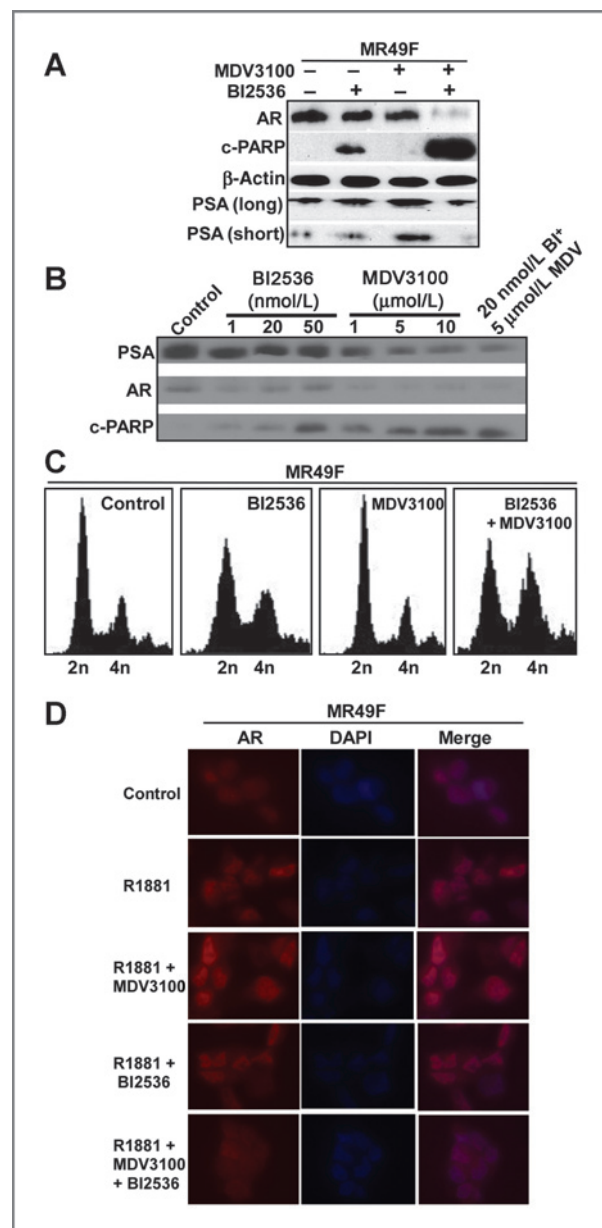 A
MR49F
MDV3100 – – + +
BI2536 – + – +
AR
c-PARP
β-Actin
PSA (long)
PSA (short)
B
Control
BI2536
(nmol/L)
1 20 50
MDV3100
(μmol/L)
1 5 10
20 nmol/L BI+
5 μmol/L MDV
PSA
AR
c-PARP
C
MR49F
Control
BI2536
MDV3100
BI2536
+ MDV3100
2n 4n
2n 4n
2n 4n
2n 4n
D
MR49F
AR DAPI Merge
Control
R1881
R1881 +
MDV3100
R1881 +
BI2536
R1881 +
MDV3100
+ BI2536